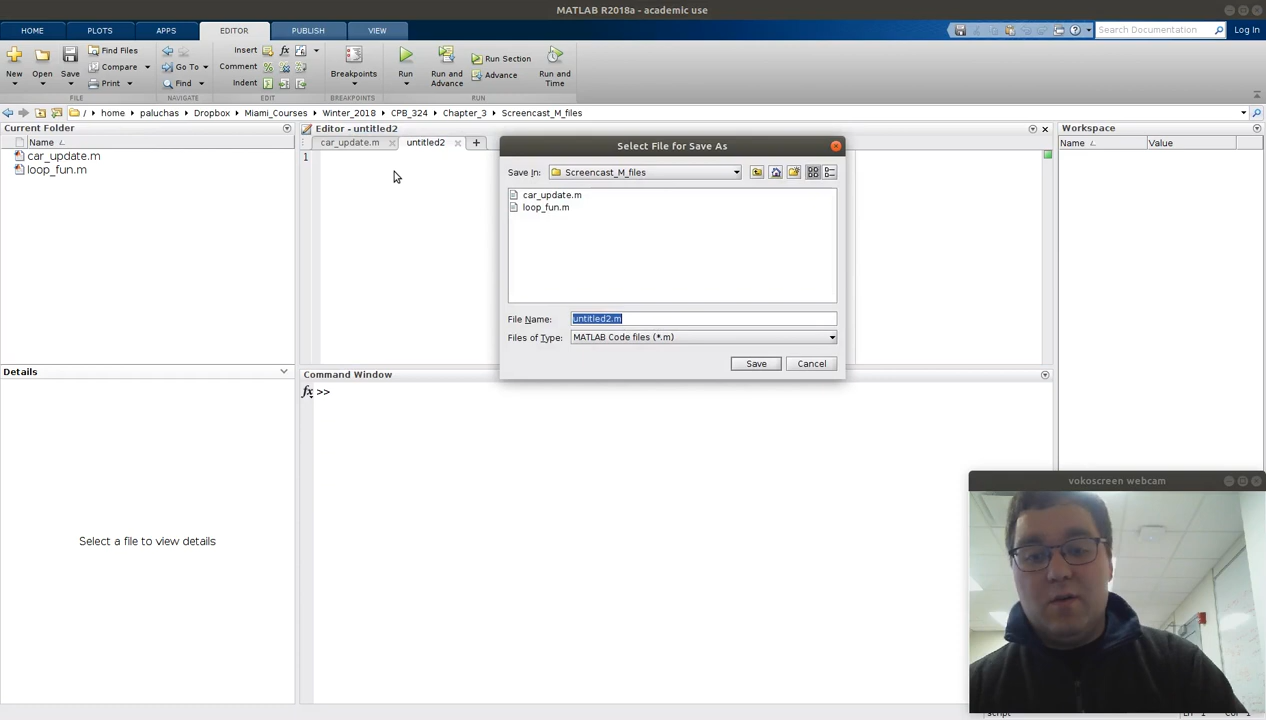 MATLAB R2018a - academic use
HOME PLOTS APPS EDITOR PUBLISH VIEW Search Documentation Log In
New Open Save Find Files Compare Print Insert fx Comment Indent Go To Find Breakpoints Run Run and Advance Run Section Advance Run and Time
FILE NAVIGATE EDIT BREAKPOINTS RUN
/ home paluchas Dropbox Miami_Courses Winter_2018 CPB_324 Chapter_3 Screencast_M_files
Current Folder
Name
car_update.m
loop_fun.m
Editor - untitled2
car_update.m untitled2
1
Select File for Save As
Save In: Screencast_M_files
car_update.m
loop_fun.m
File Name: untitled2.m
Files of Type: MATLAB Code files (*.m)
Save Cancel
Workspace
Name Value
Details
Select a file to view details
Command Window
fx >>
vokoscreen webcam